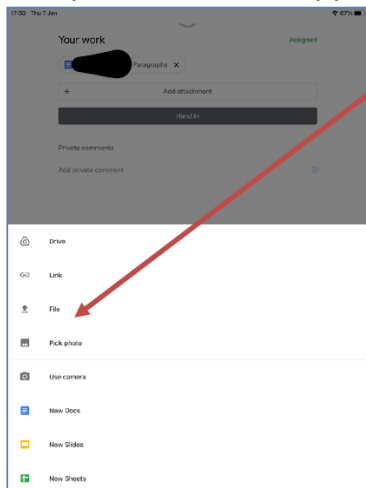 17:33 Thu 7 Jan 67%
Your work Assigned
Paragraphs X
+ Add attachment
Hand in
Private comments
Add private comment
Drive
Link
File
Pick photo
Use camera
New Docs
New Slides
New Sheets